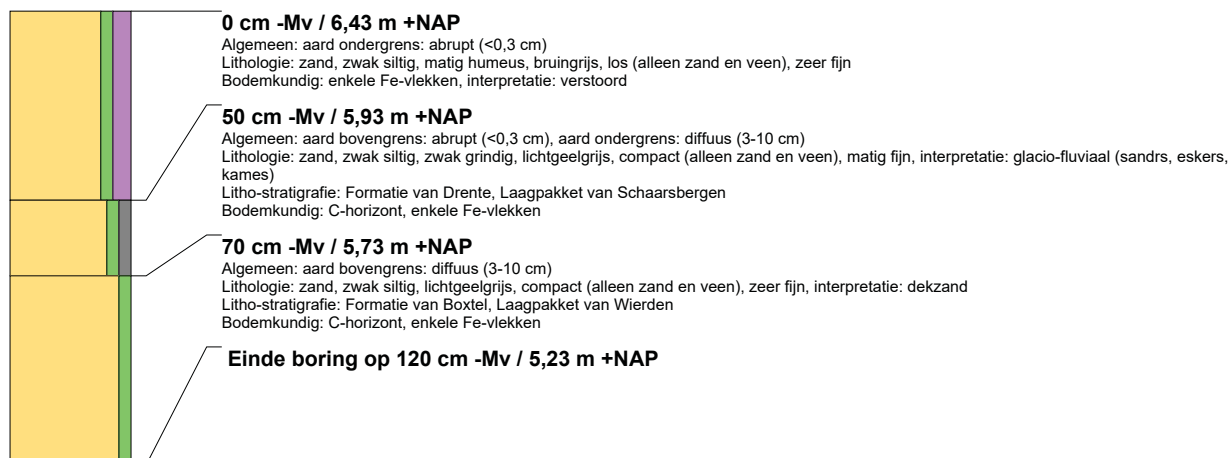 0 cm -Mv / 6,43 m +NAP
Algemeen: aard ondergrens: abrupt (<0,3 cm)
Lithologie: zand, zwak siltig, matig humeus, bruingrijs, los (alleen zand en veen), zeer fijn
Bodemkundig: enkele Fe-vlekken, interpretatie: verstoord
50 cm -Mv / 5,93 m +NAP
Algemeen: aard bovengrens: abrupt (<0,3 cm), aard ondergrens: diffuus (3-10 cm)
Lithologie: zand, zwak siltig, zwak grindig, lichtgeelgrijs, compact (alleen zand en veen), matig fijn, interpretatie: glacio-fluviaal (sandrs, eskers,
kames)
Litho-stratigrafie: Formatie van Drente, Laagpakket van Schaarsbergen
Bodemkundig: C-horizont, enkele Fe-vlekken
70 cm -Mv / 5,73 m +NAP
Algemeen: aard bovengrens: diffuus (3-10 cm)
Lithologie: zand, zwak siltig, lichtgeelgrijs, compact (alleen zand en veen), zeer fijn, interpretatie: dekzand
Litho-stratigrafie: Formatie van Boxtel, Laagpakket van Wierden
Bodemkundig: C-horizont, enkele Fe-vlekken
Einde boring op 120 cm -Mv / 5,23 m +NAP